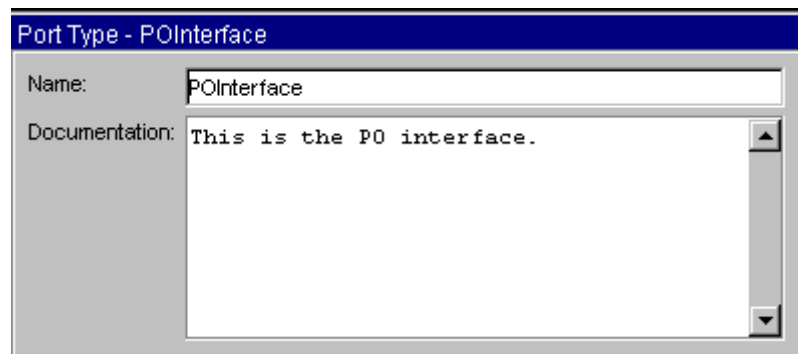 Port Type - POInterface
Name: POInterface
Documentation: This is the PO interface.